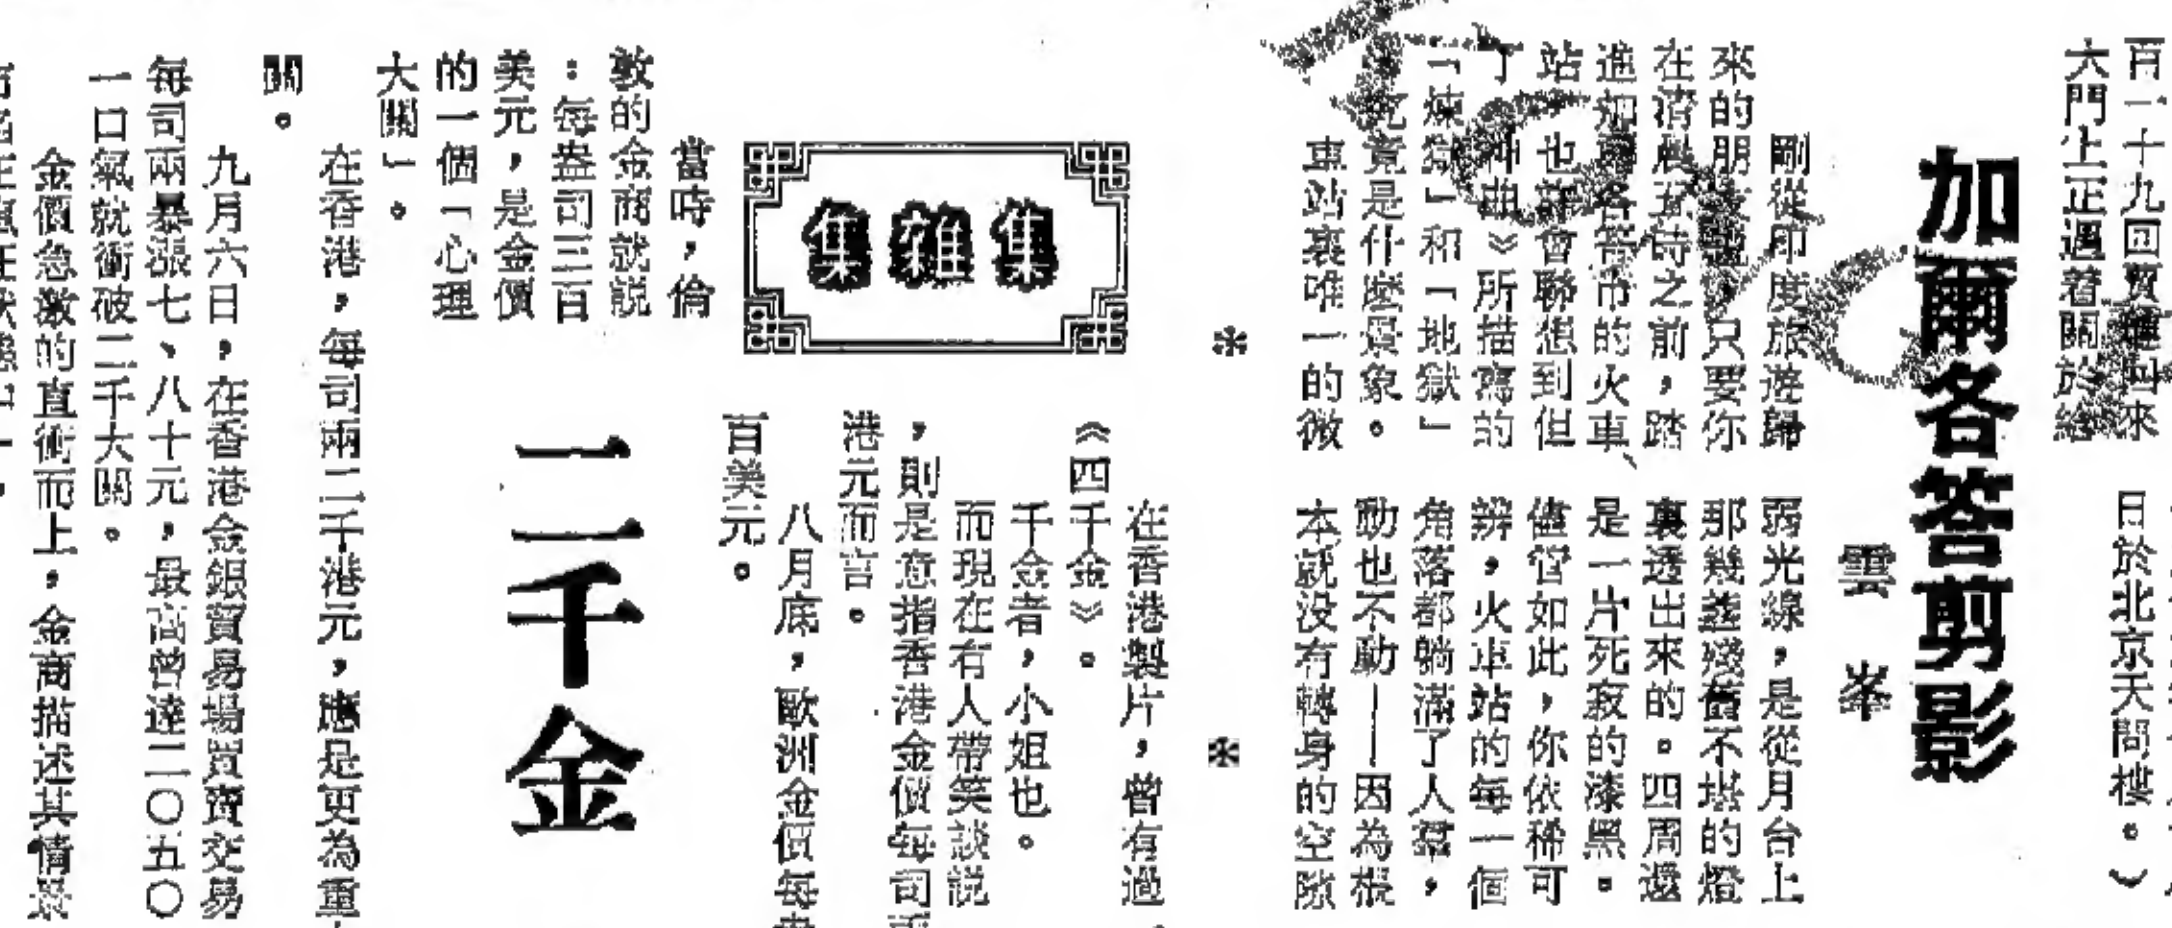 百一十九回賈
六門上正遇着關於給
日於北京天問樓。）
加爾各答剪影
雲峯
剛從印度旅遊歸
來的朋友，只要你
在清晨五時之前，踏
進加爾各答市的火車
站，也許會聯想到但
丁《神曲》所描寫的
「煉獄」和「地獄」
究竟是什麼景象。
車站裏唯一的微
弱光線，是從月台上
那幾盞殘舊不堪的燈
裏透出來的。四周還
是一片死寂的漆黑。
儘管如此，你依稀可
辨，火車站的每一個
角落都躺滿了人羣，
動也不動——因為根
本就沒有轉身的空隙
集雜集
二千金
在香港製片，曾有過
《四千金》。
千金者，小姐也。
而現在有人帶笑談說
，則是意指香港金價每司
港元而言。
八月底，歐洲金價每
百美元。
當時，倫
敦的金商就說
：每盎司三百
美元，是金價
的一個「心理
大關」。
在香港，每司兩二千港元，應是更為重
關。
九月六日，在香港金銀貿易場買賣交易
每司兩暴漲七、八十元，最高曾達二〇五〇
一口氣就衝破二千大關。
金價急激的直衝而上，金商描述其情景